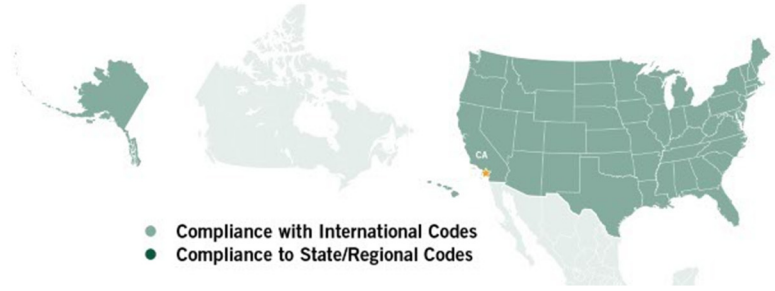 CA
Compliance with International Codes
Compliance to State/Regional Codes